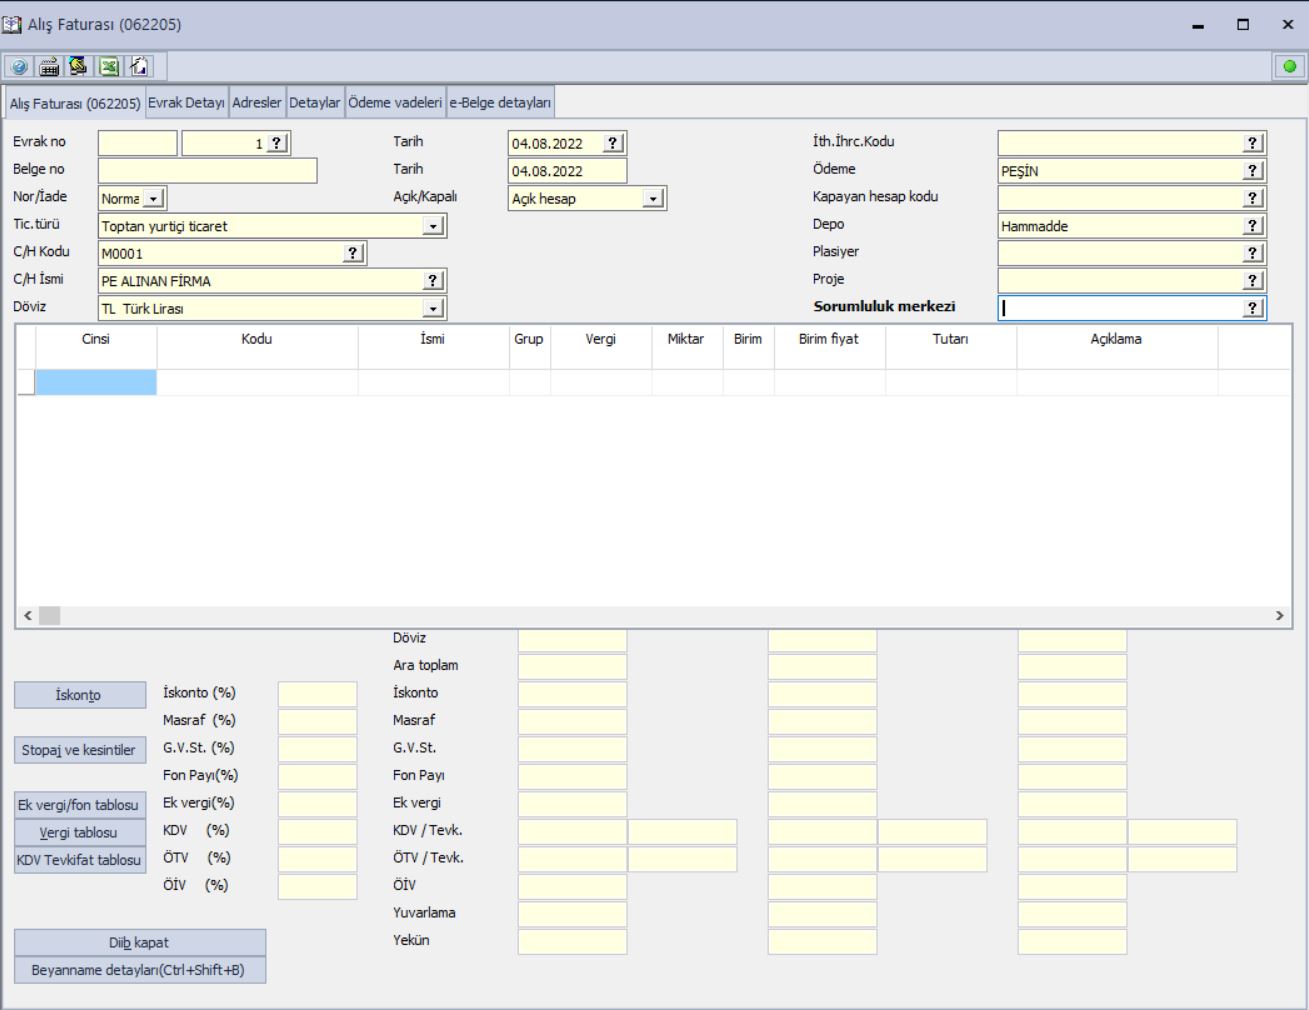 Alış Faturası (062205)
Alış Faturası (062205) Evrak Detayı Adresler Detaylar Ödeme vadeleri e-Belge detayları
Evrak no 1 ? Tarih 04.08.2022 ? İth.İhrc.Kodu ?
Belge no Tarih 04.08.2022 Ödeme PEŞİN ?
Nor/İade Norma Açık/Kapalı Açık hesap Kapayan hesap kodu ?
Tic.türü Toptan yurtiçi ticaret Depo Hammadde ?
C/H Kodu M0001 ? Plasiyer ?
C/H İsmi PE ALINAN FİRMA ? Proje ?
Döviz TL Türk Lirası Sorumluluk merkezi ?
Cinsi Kodu İsmi Grup Vergi Miktar Birim Birim fiyat Tutarı Açıklama
Döviz
Ara toplam
İskonto İskonto (%) İskonto
Masraf (%) Masraf
Stopaj ve kesintiler G.V.St. (%) G.V.St.
Fon Payı(%) Fon Payı
Ek vergi/fon tablosu Ek vergi(%) Ek vergi
Vergi tablosu KDV (%) KDV / Tevk.
KDV Tevkifat tablosu ÖTV (%) ÖTV / Tevk.
ÖİV (%) ÖİV
Yuvarlama
Diib kapat Yekün
Beyanname detayları(Ctrl+Shift+B)